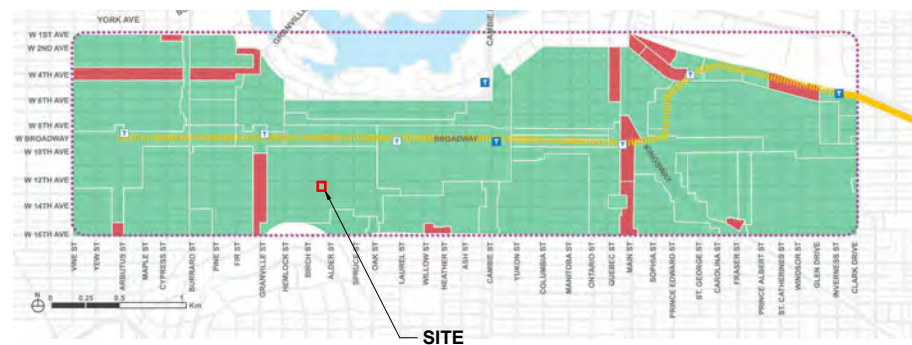 YORK AVE
W 1ST AVE
W 2ND AVE
W 4TH AVE
W 6TH AVE
W 8TH AVE
W BROADWAY
W 10TH AVE
W 12TH AVE
W 14TH AVE
W 16TH AVE
GRANVILLE
CAMBIE
BROADWAY
KINGSWAY
T
T
T
T
T
T
T
T
VINE ST
YEW ST
ARBUTUS ST
MAPLE ST
CYPRESS ST
BURRARD ST
PINE ST
FIR ST
GRANVILLE ST
HEMLOCK ST
BIRCH ST
ALDER ST
SPRUCE ST
OAK ST
LAUREL ST
WILLOW ST
HEATHER ST
ASH ST
CAMBIE ST
YUKON ST
COLUMBIA ST
MANITOBA ST
ONTARIO ST
QUEBEC ST
MAIN ST
SOPHIA ST
PRINCE EDWARD ST
ST. GEORGE ST
CAROLINA ST
FRASER ST
PRINCE ALBERT ST
ST. CATHERINES ST
WINDSOR ST
GLEN DRIVE
INVERNESS ST
CLARK DRIVE
0 0.25 0.5 1
Km
N
SITE